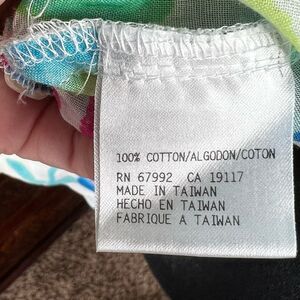 100% COTTON/ALGODON/COTON
RN 67992 CA 19117
MADE IN TAIWAN
HECHO EN TAIWAN
FABRIQUE A TAIWAN